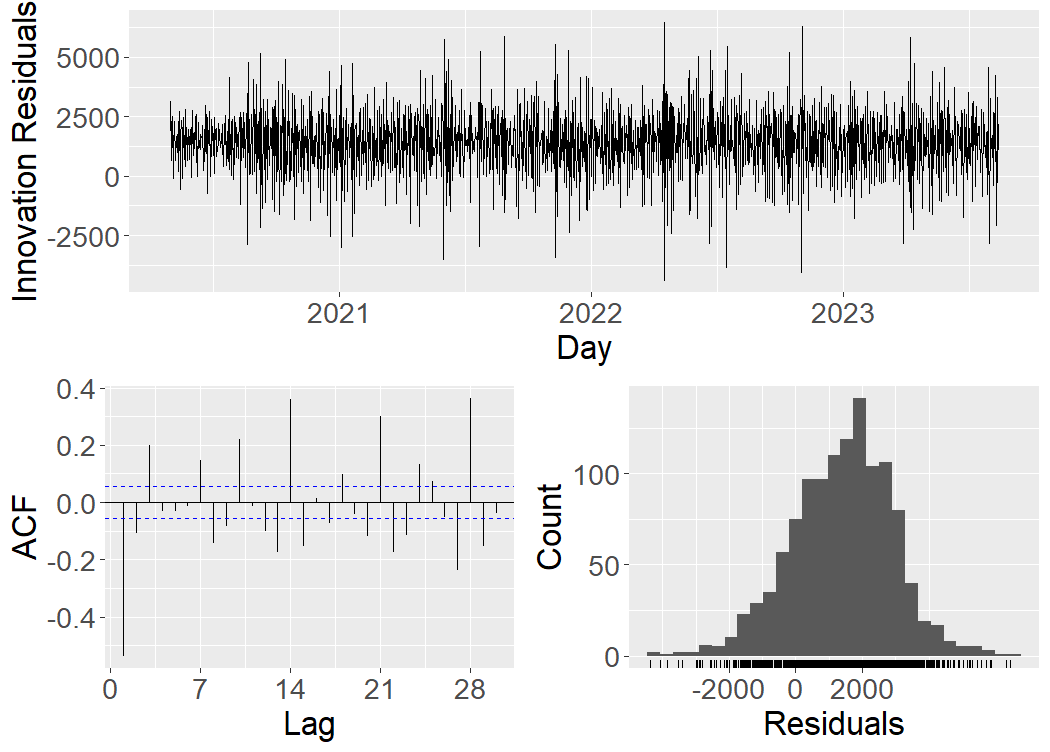 Innovation Residuals
5000
2500
0
-2500
2021 2022 2023
Day
ACF
0.4
0.2
0.0
-0.2
-0.4
0 7 14 21 28
Lag
Count
100
50
0
-2000 0 2000
Residuals